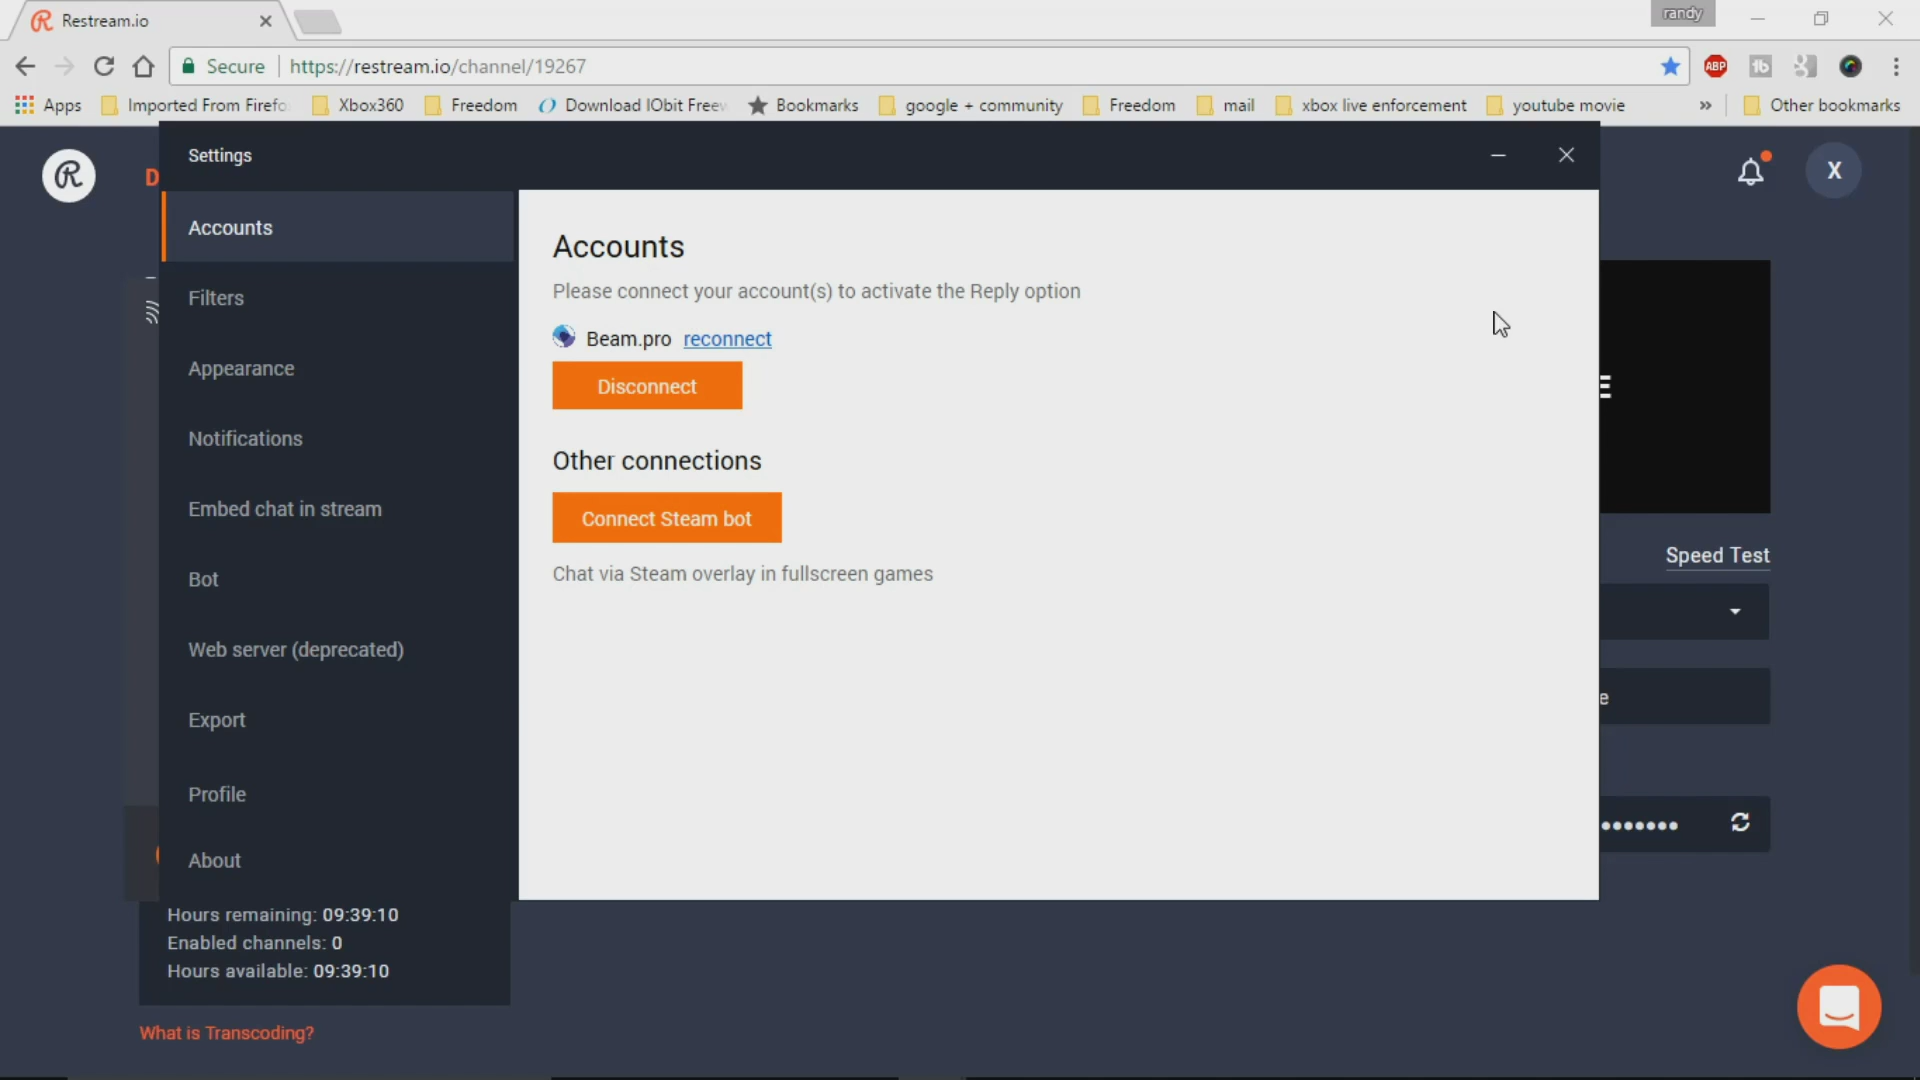 Restream.io
randy
Secure https://restream.io/channel/19267
ABP
Apps Imported From Firefo Xbox360 Freedom Download IObit Freew Bookmarks google + community Freedom mail xbox live enforcement youtube movie » Other bookmarks
Settings
D
X
Accounts
Filters
Appearance
Notifications
Embed chat in stream
Bot
Web server (deprecated)
Export
Profile
About
Accounts
Please connect your account(s) to activate the Reply option
Beam.pro reconnect
Disconnect
Other connections
Connect Steam bot
Chat via Steam overlay in fullscreen games
E
Speed Test
e
•••••••
Hours remaining: 09:39:10
Enabled channels: 0
Hours available: 09:39:10
What is Transcoding?